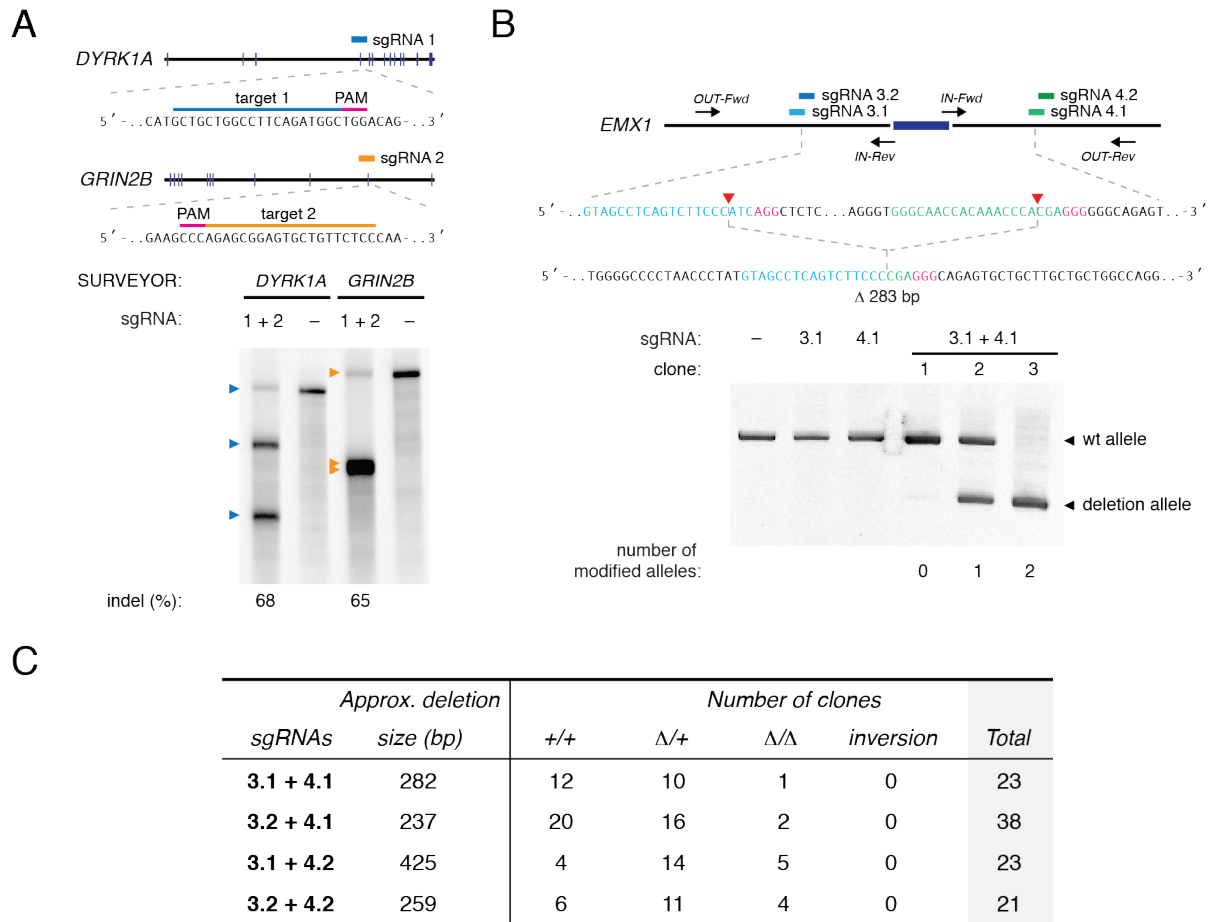 A
sgRNA 1
DYRK1A
target 1 PAM
5′-..CATGCTGCTGGCCTTCAGATGGCTGGACAG-..3′
sgRNA 2
GRIN2B
PAM target 2
5′-..GAAGCCCAGAGCGGAGTGCTGTTCTCCCAA-..3′
SURVEYOR: DYRK1A GRIN2B
sgRNA: 1 + 2 – 1 + 2 –
indel (%): 68 65
B
OUT-Fwd sgRNA 3.2 IN-Fwd sgRNA 4.2
sgRNA 3.1 sgRNA 4.1
EMX1
IN-Rev OUT-Rev
5′-..GTAGCCTCAGTCTTCCCATCAGGCTCTC...AGGGTGGGCAACCACAAACCCACGAGGGGGGCAGAGT..-3′
5′-..TGGGGCCCCTAACCCTATGTAGCCTCAGTCTTCCCCGAGGGCAGAGTGCTGCTTGCTGCTGGCCAGG..-3′
Δ 283 bp
sgRNA: – 3.1 4.1 3.1 + 4.1
clone: 1 2 3
wt allele
deletion allele
number of
modified alleles: 0 1 2
C
Approx. deletion Number of clones
sgRNAs size (bp) +/+ Δ/+ Δ/Δ inversion Total
3.1 + 4.1 282 12 10 1 0 23
3.2 + 4.1 237 20 16 2 0 38
3.1 + 4.2 425 4 14 5 0 23
3.2 + 4.2 259 6 11 4 0 21